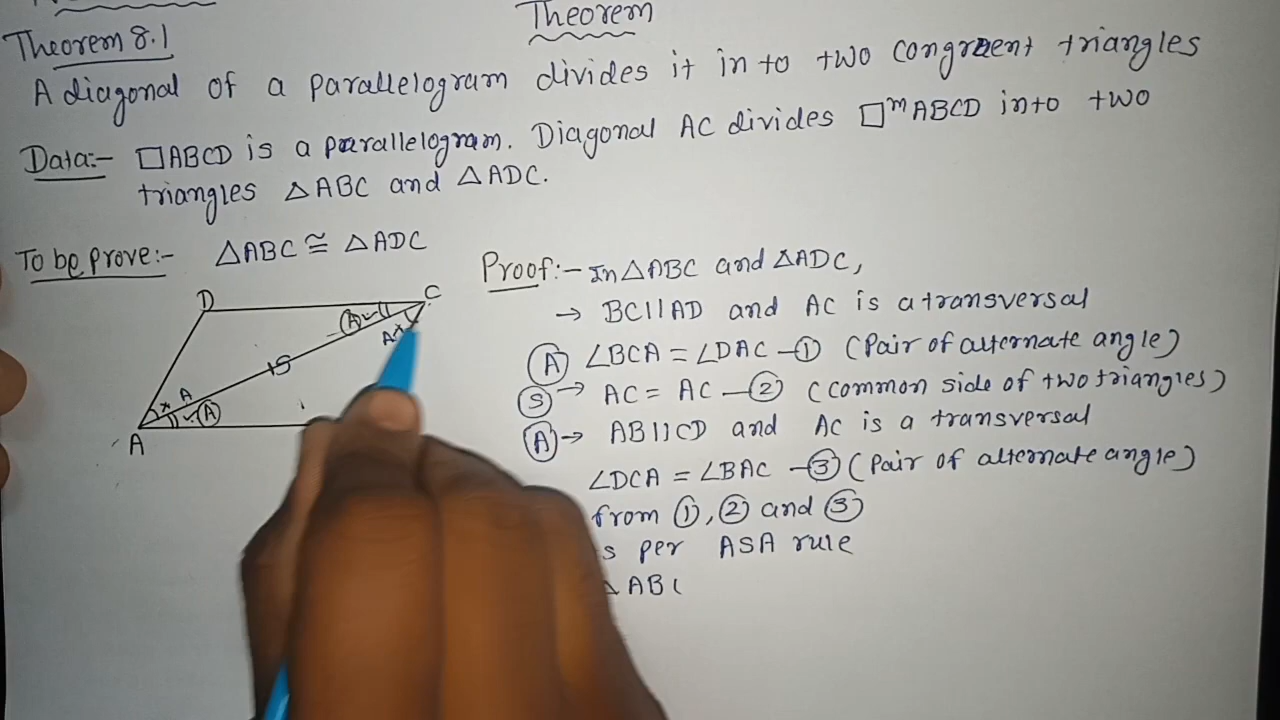 Theorem
Theorem 8.1
A diagonal of a parallelogram divides it in to two congruent triangles
Data:- □ABCD is a parallelogram. Diagonal AC divides □ᵐABCD in to two
triangles △ABC and △ADC.
To be prove:- △ABC ≅ △ADC
D
C
A
A x
S
x A
A
A
Proof:- In △ABC and △ADC,
→ BC||AD and AC is a transversal
A ∠BCA = ∠DAC - ① (Pair of alternate angle)
S → AC = AC - ② (common side of two triangles)
A → AB||CD and AC is a transversal
∠DCA = ∠BAC - ③ (Pair of alternate angle)
from ①, ② and ③
s per ASA rule
△ AB